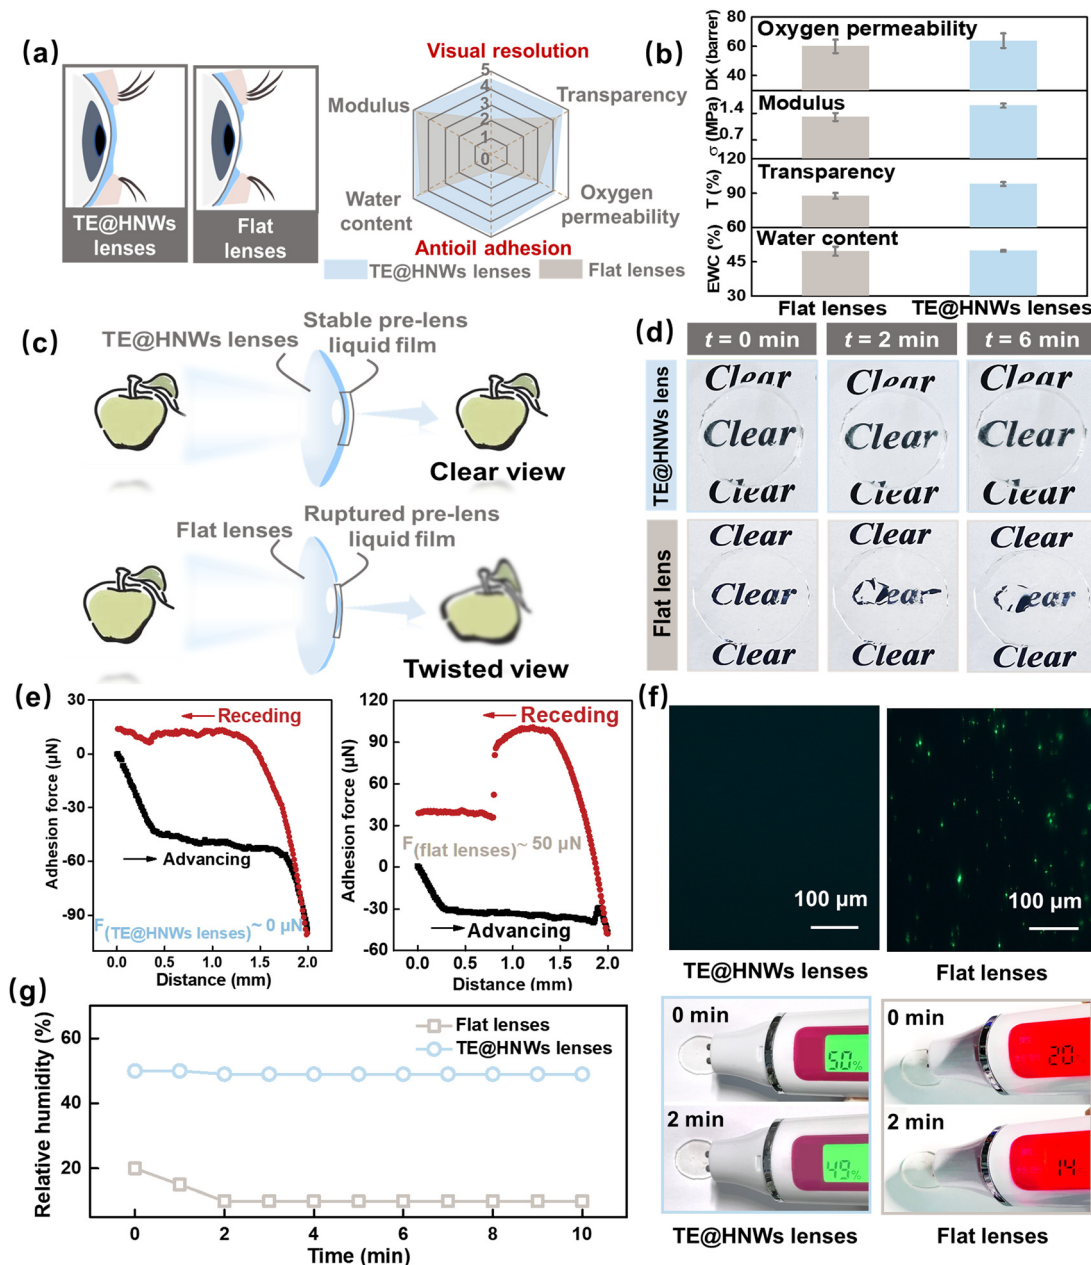 (a)
TE@HNWs
lenses
Flat
lenses
Visual resolution
Modulus
Transparency
5
4
3
2
1
0
Water
content
Oxygen
permeability
Antioil adhesion
TE@HNWs lenses
Flat lenses
(b)
Oxygen permeability
DK (barrer)
80
60
40
Modulus
σ (MPa)
1.4
0.7
Transparency
T (%)
120
90
60
Water content
EWC (%)
45
30
Flat lenses
TE@HNWs lenses
(c)
TE@HNWs lenses
Stable pre-lens
liquid film
Clear view
Flat lenses
Ruptured pre-lens
liquid film
Twisted view
(d)
t = 0 min
t = 2 min
t = 6 min
TE@HNWs lens
Clear
Clear
Clear
Clear
Clear
Clear
Clear
Clear
Clear
Flat lens
Clear
Clear
Clear
Clear
Clear
Clear
Clear
Clear
Clear
(e)
Adhesion force (μN)
30
0
-30
-60
-90
Receding
Advancing
F(TE@HNWs lenses)~ 0 μN
0.0 0.5 1.0 1.5 2.0
Distance (mm)
Adhesion force (μN)
120
90
60
30
0
-30
-60
Receding
F(flat lenses)~ 50 μN
Advancing
0.0 0.5 1.0 1.5 2.0
Distance (mm)
(f)
100 μm
100 μm
TE@HNWs lenses
Flat lenses
(g)
Relative humidity (%)
60
40
20
Flat lenses
TE@HNWs lenses
0 2 4 6 8 10
Time (min)
0 min
50%
2 min
49%
TE@HNWs lenses
0 min
20
2 min
14
Flat lenses